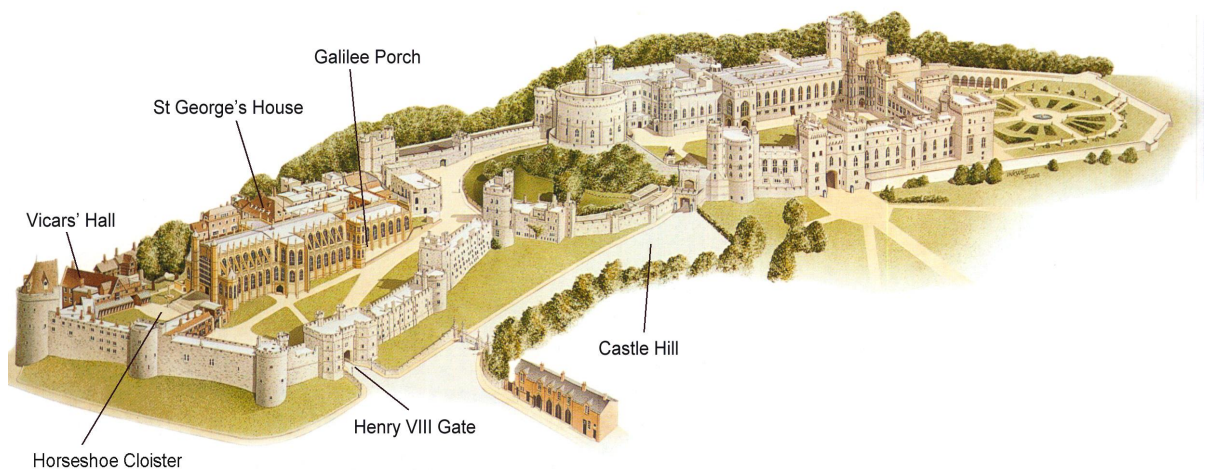 Galilee Porch
St George's House
Vicars' Hall
Castle Hill
Henry VIII Gate
Horseshoe Cloister